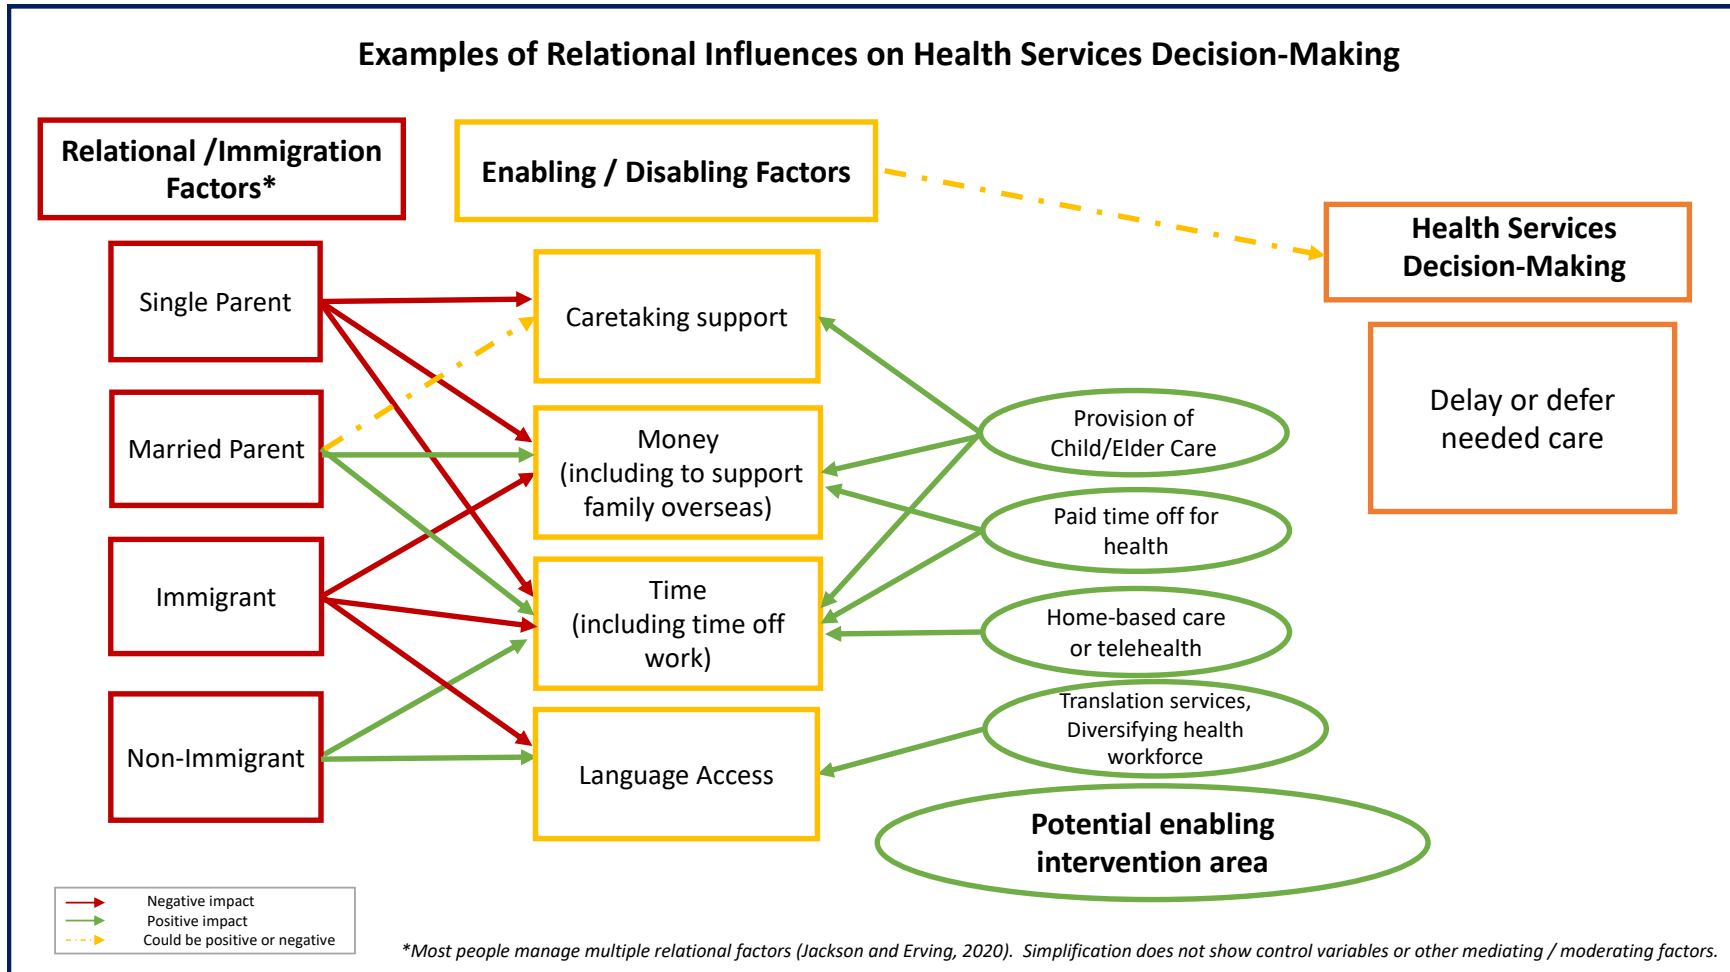 Examples of Relational Influences on Health Services Decision-Making
Relational /Immigration
Factors*
Enabling / Disabling Factors
Health Services
Decision-Making
Single Parent
Married Parent
Immigrant
Non-Immigrant
Caretaking support
Money
(including to support
family overseas)
Time
(including time off
work)
Language Access
Provision of
Child/Elder Care
Paid time off for
health
Home-based care
or telehealth
Translation services,
Diversifying health
workforce
Potential enabling
intervention area
Delay or defer
needed care
Negative impact
Positive impact
Could be positive or negative
*Most people manage multiple relational factors (Jackson and Erving, 2020).  Simplification does not show control variables or other mediating / moderating factors.